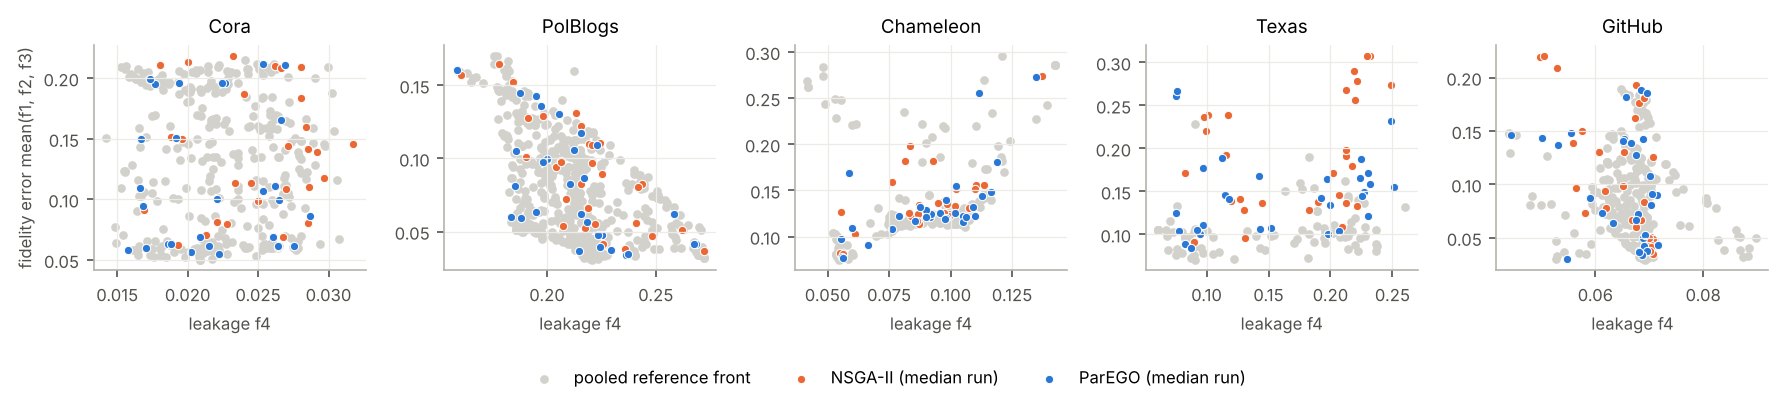 Cora
PolBlogs
Chameleon
Texas
GitHub
fidelity error mean(f1, f2, f3)
0.20
0.15
0.10
0.05
0.015
0.020
0.025
0.030
leakage f4
0.15
0.10
0.05
0.20
0.25
leakage f4
0.30
0.25
0.20
0.15
0.10
0.050
0.075
0.100
0.125
leakage f4
0.30
0.25
0.20
0.15
0.10
0.10
0.15
0.20
0.25
leakage f4
0.20
0.15
0.10
0.05
0.06
0.08
leakage f4
pooled reference front
NSGA-II (median run)
ParEGO (median run)